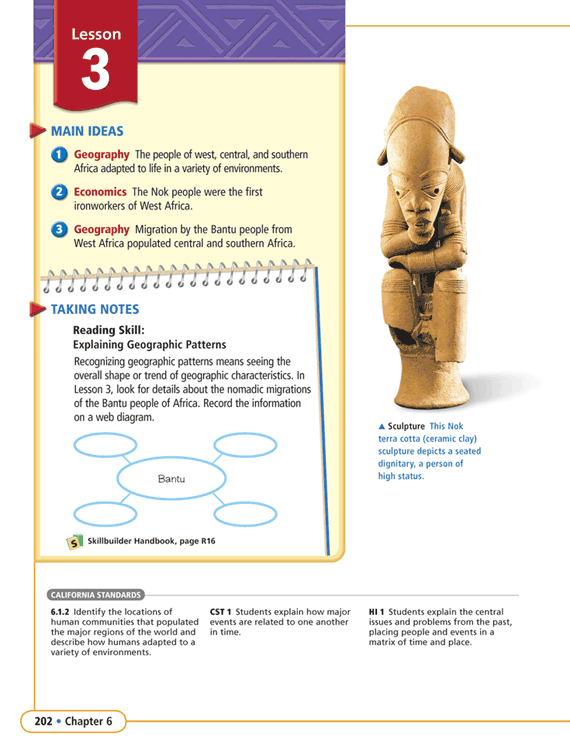 Lesson
3
MAIN IDEAS
1 Geography The people of west, central, and southern
Africa adapted to life in a variety of environments.
2 Economics The Nok people were the first
ironworkers of West Africa.
3 Geography Migration by the Bantu people from
West Africa populated central and southern Africa.
TAKING NOTES
Reading Skill:
Explaining Geographic Patterns
Recognizing geographic patterns means seeing the
overall shape or trend of geographic characteristics. In
Lesson 3, look for details about the nomadic migrations
of the Bantu people of Africa. Record the information
on a web diagram.
Bantu
S
Skillbuilder Handbook, page R16
▲ Sculpture This Nok
terra cotta (ceramic clay)
sculpture depicts a seated
dignitary, a person of
high status.
CALIFORNIA STANDARDS
6.1.2 Identify the locations of
human communities that populated
the major regions of the world and
describe how humans adapted to a
variety of environments.
CST 1 Students explain how major
events are related to one another
in time.
HI 1 Students explain the central
issues and problems from the past,
placing people and events in a
matrix of time and place.
202 • Chapter 6